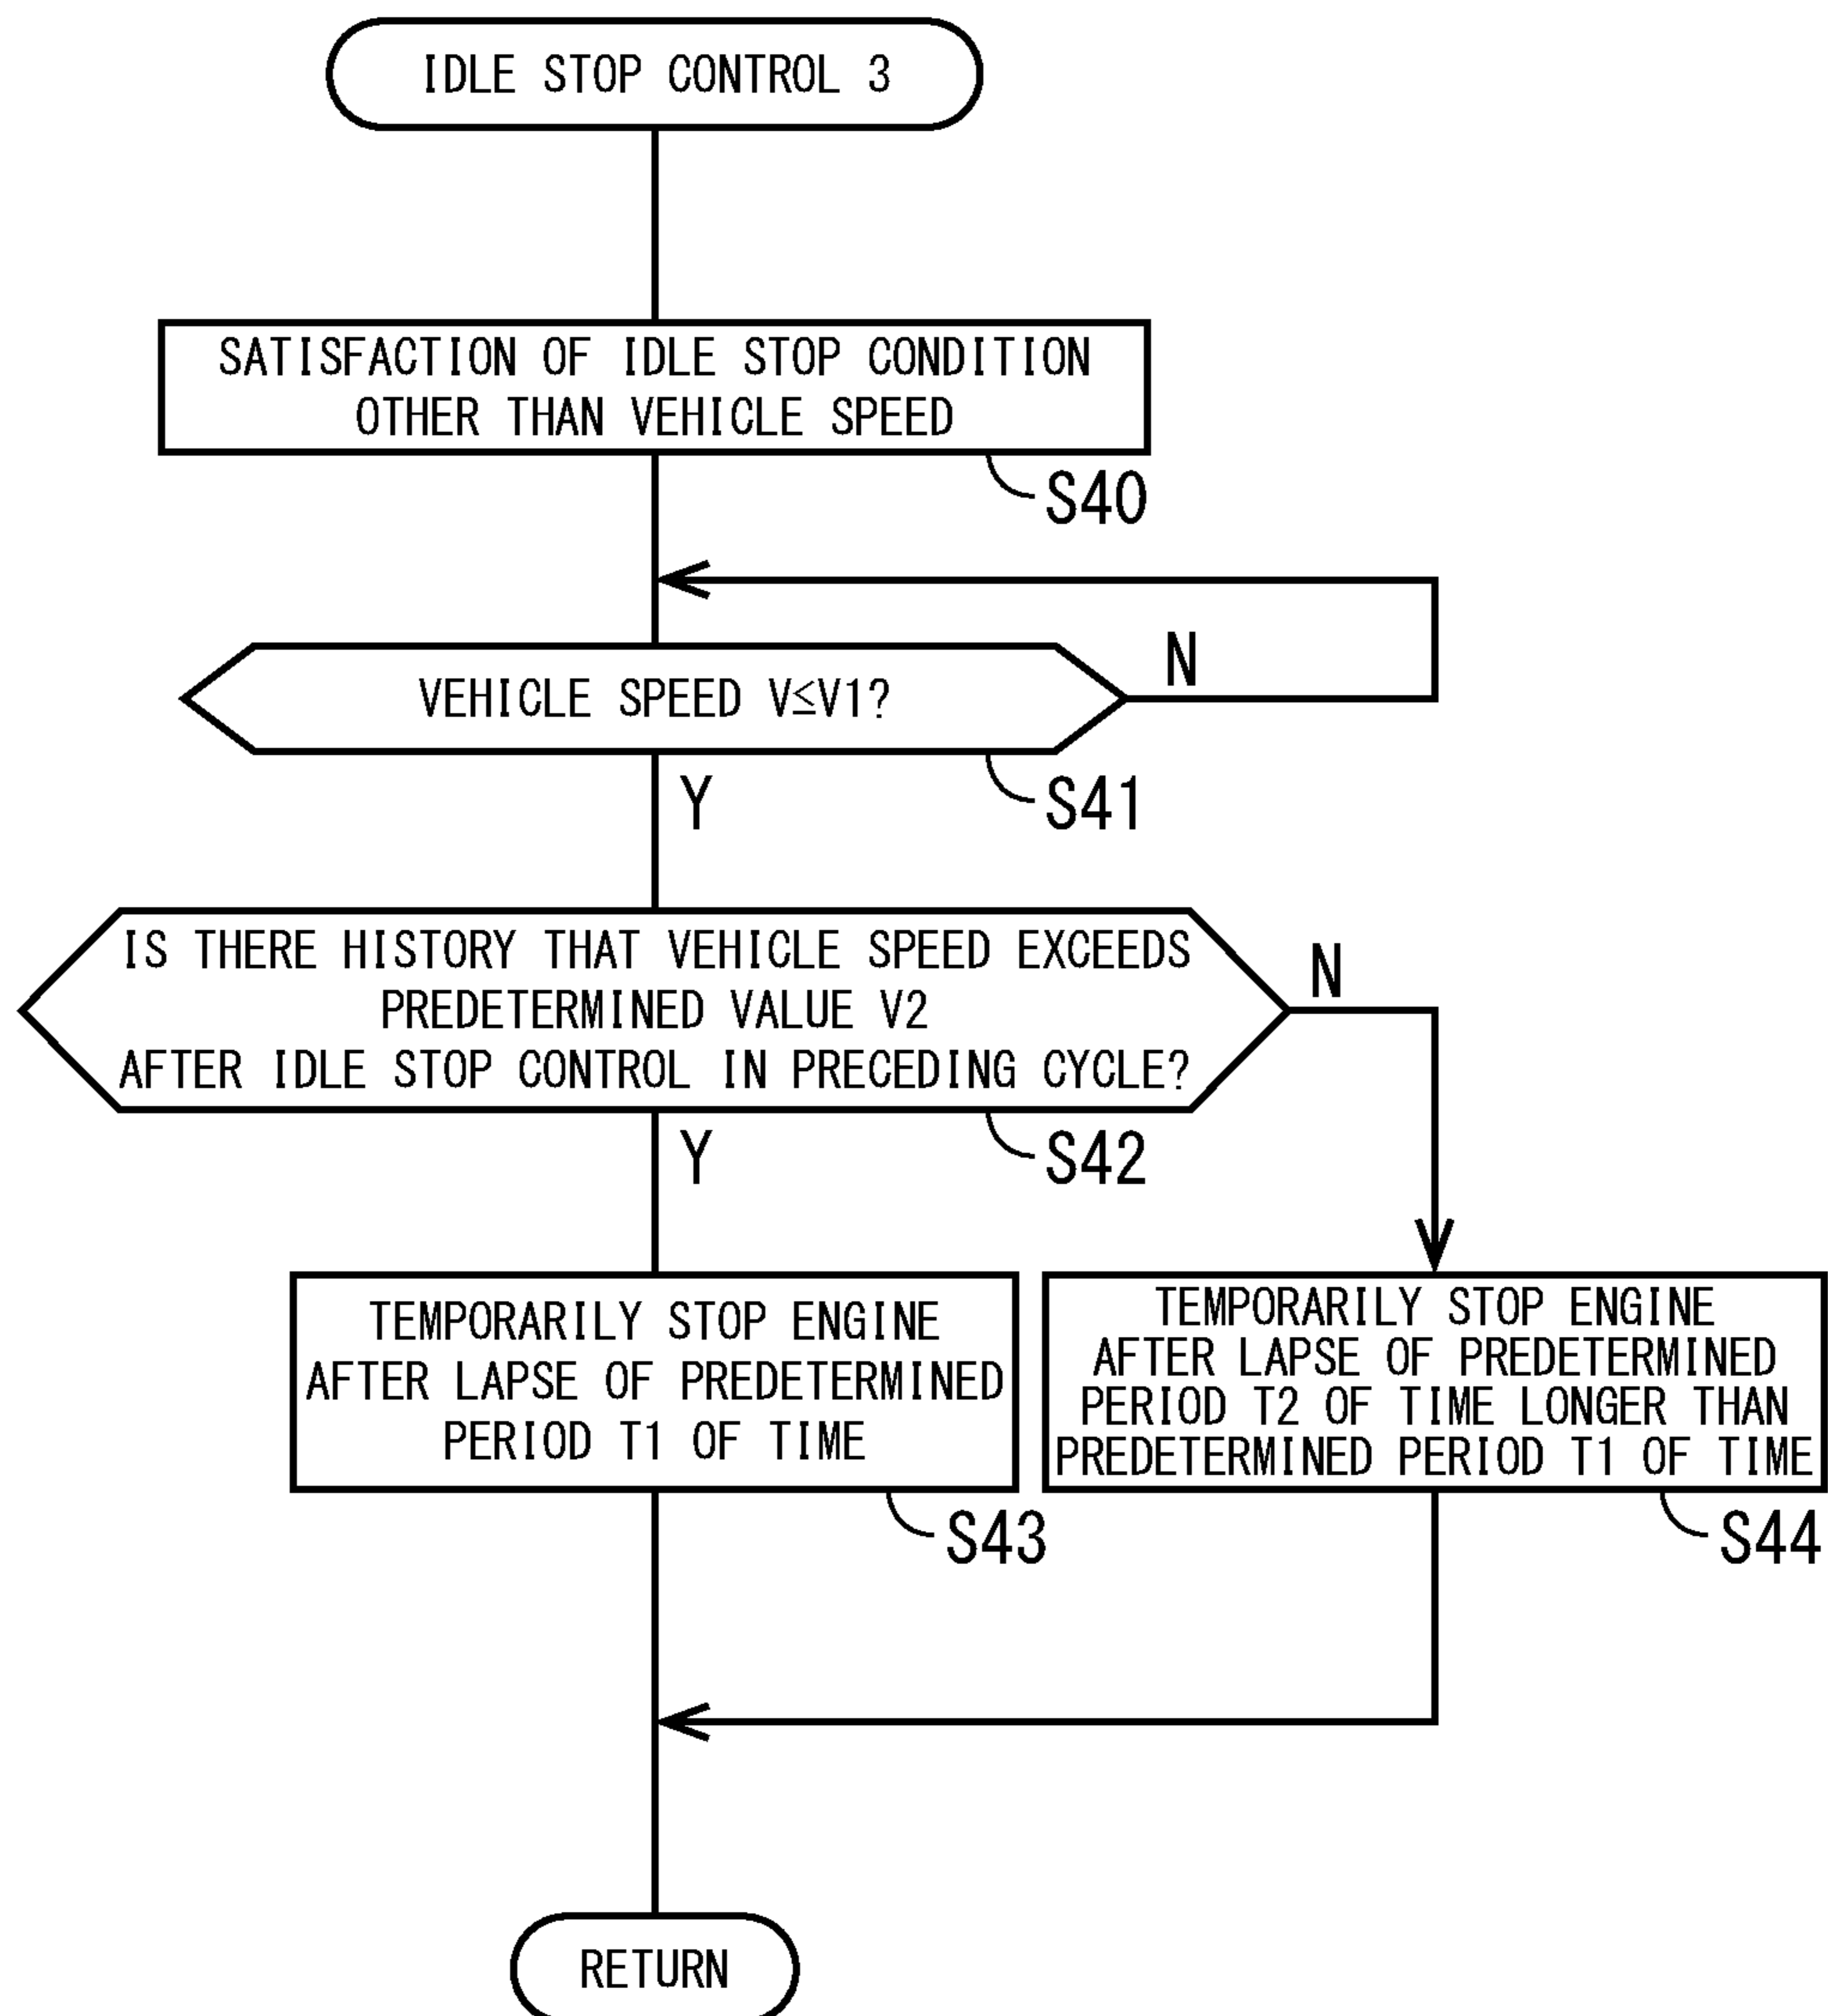 IDLE STOP CONTROL 3
SATISFACTION OF IDLE STOP CONDITION
OTHER THAN VEHICLE SPEED
S40
VEHICLE SPEED V≤V1?
N
Y
S41
IS THERE HISTORY THAT VEHICLE SPEED EXCEEDS
PREDETERMINED VALUE V2
AFTER IDLE STOP CONTROL IN PRECEDING CYCLE?
N
Y
S42
TEMPORARILY STOP ENGINE
AFTER LAPSE OF PREDETERMINED
PERIOD T1 OF TIME
S43
TEMPORARILY STOP ENGINE
AFTER LAPSE OF PREDETERMINED
PERIOD T2 OF TIME LONGER THAN
PREDETERMINED PERIOD T1 OF TIME
S44
RETURN